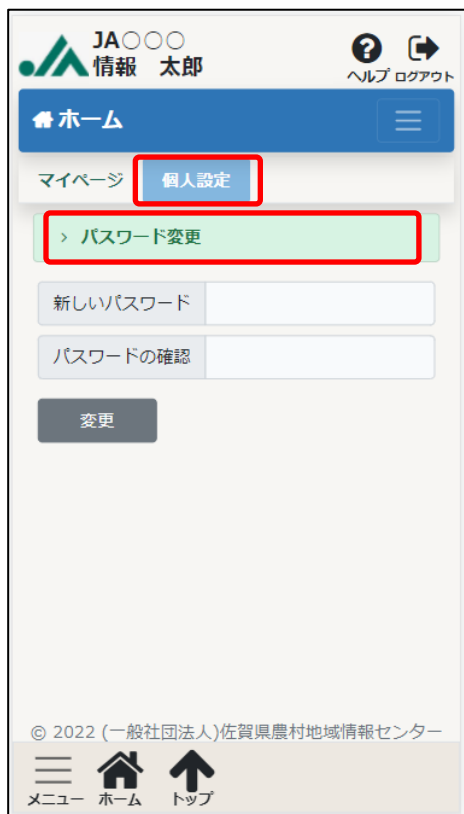 JA○○○
情報 太郎
ヘルプ ログアウト
ホーム
マイページ 個人設定
> パスワード変更
新しいパスワード
パスワードの確認
変更
© 2022 (一般社団法人)佐賀県農村地域情報センター
メニュー ホーム トップ